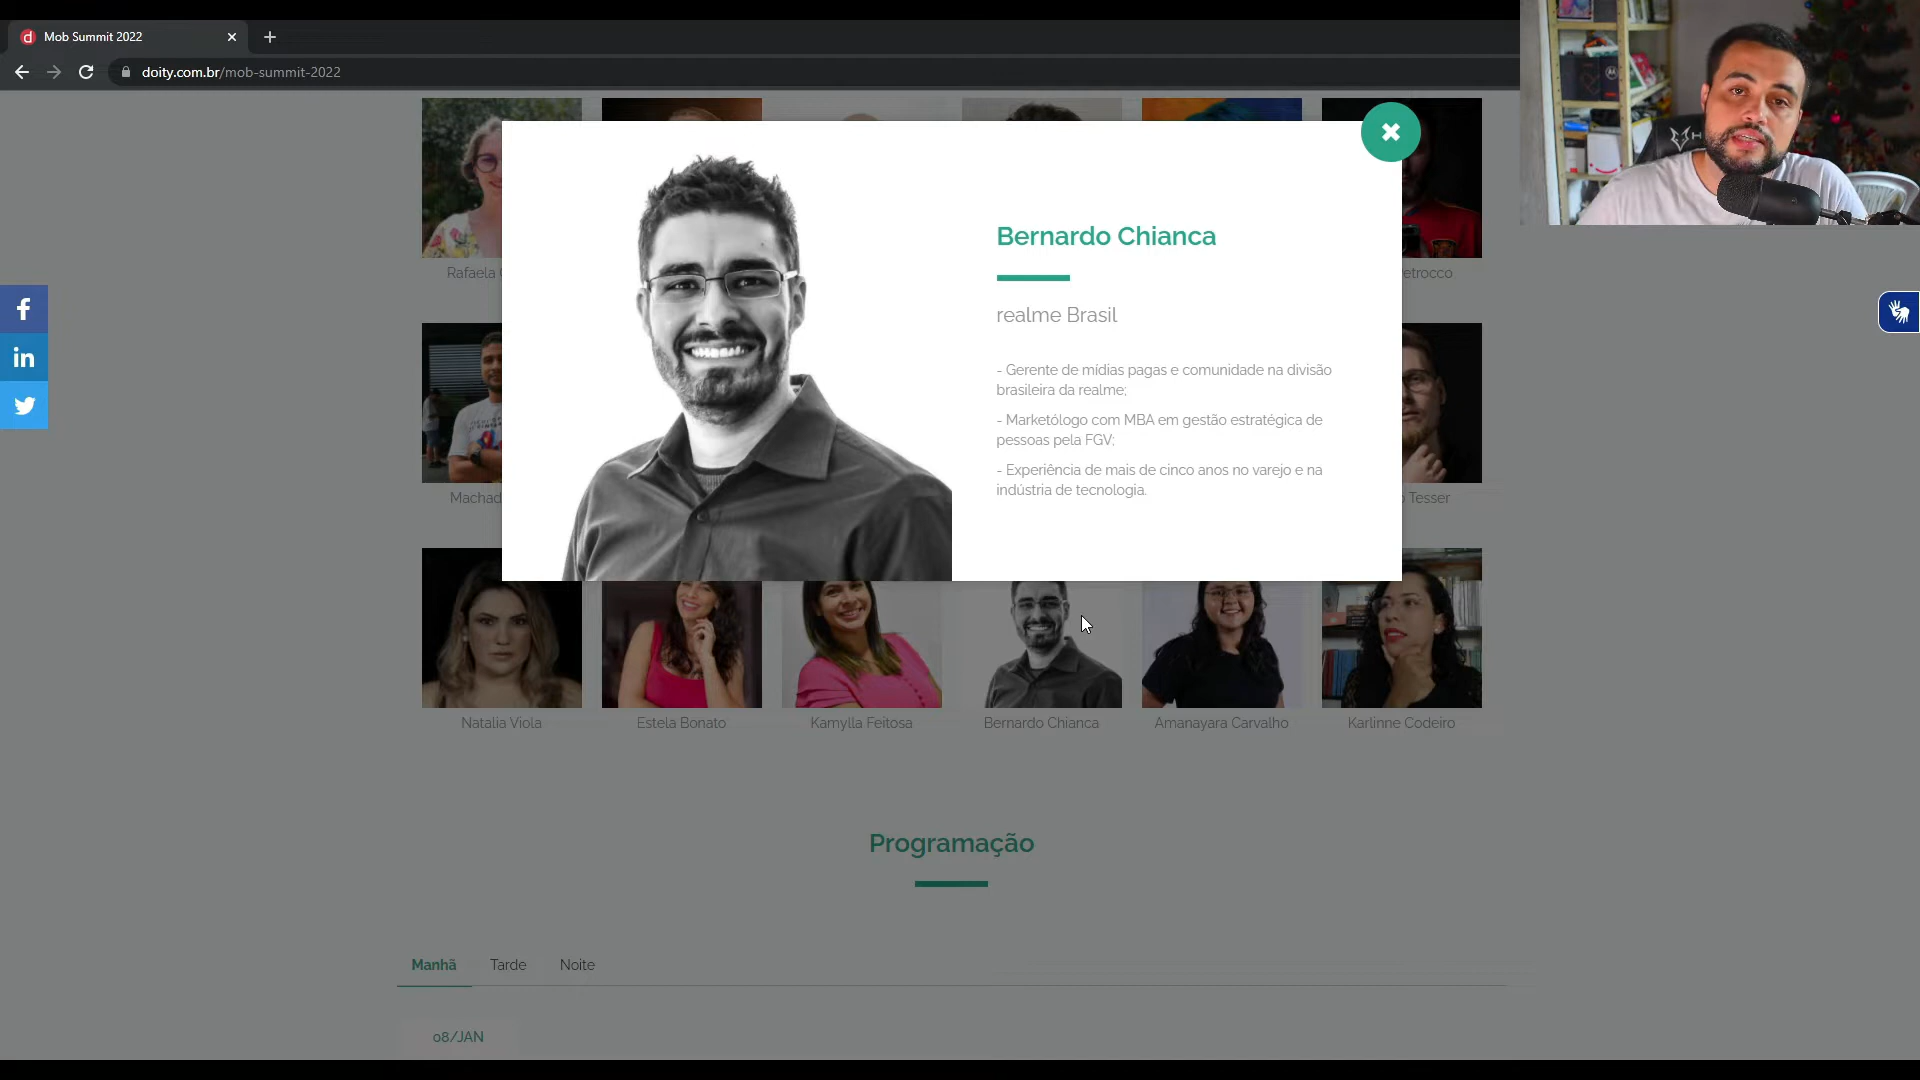 Mob Summit 2022
doity.com.br/mob-summit-2022
Bernardo Chianca
realme Brasil
- Gerente de mídias pagas e comunidade na divisão
brasileira da realme;
- Marketólogo com MBA em gestão estratégica de
pessoas pela FGV;
- Experiência de mais de cinco anos no varejo e na
indústria de tecnologia.
Rafaela
etrocco
Machad
Tesser
Natalia Viola
Estela Bonato
Kamylla Feitosa
Bernardo Chianca
Amanayara Carvalho
Karlinne Codeiro
Programação
Manhã
Tarde
Noite
08/JAN